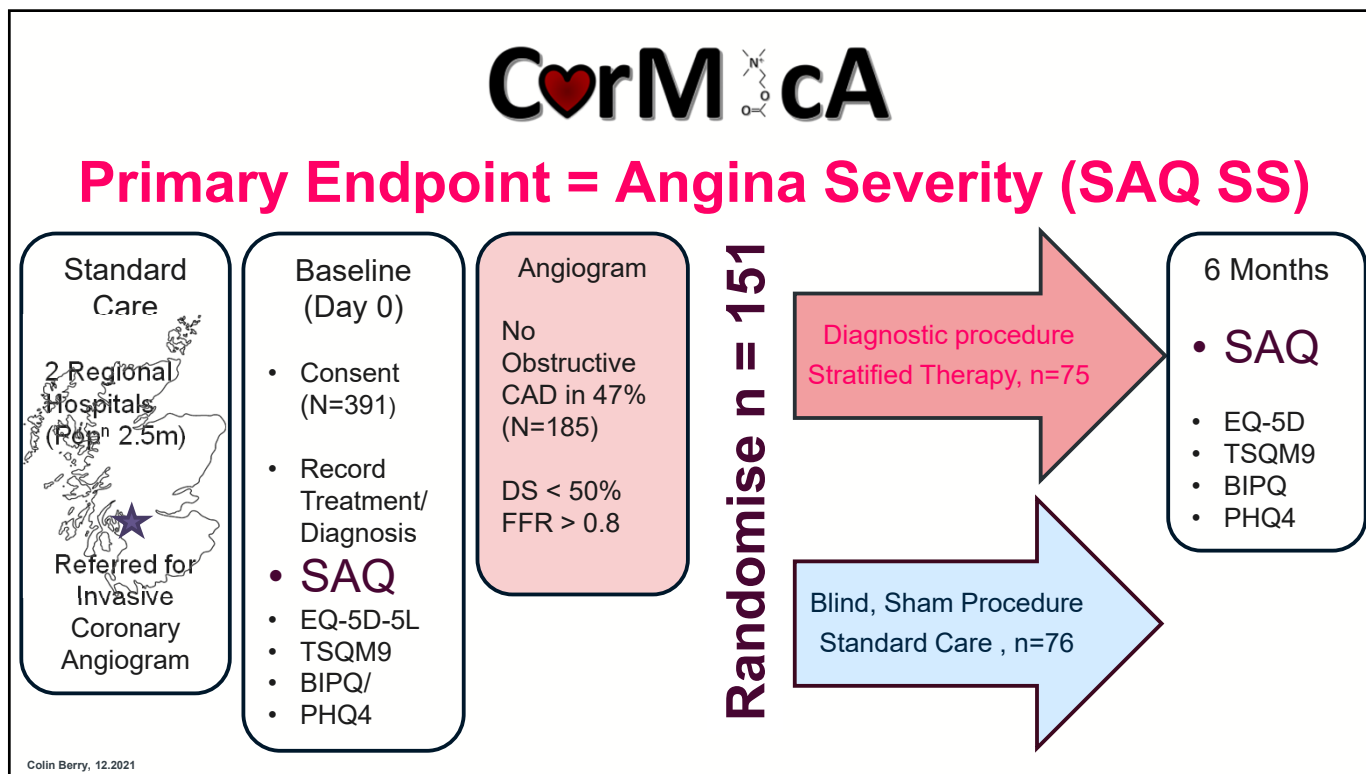 CorMicA
N+
O
O
Primary Endpoint = Angina Severity (SAQ SS)
Standard
Care
2 Regional
Hospitals
(Popⁿ 2.5m)
Referred for
Invasive
Coronary
Angiogram
Baseline
(Day 0)
• Consent
(N=391)
• Record
Treatment/
Diagnosis
• SAQ
• EQ-5D-5L
• TSQM9
• BIPQ/
• PHQ4
Angiogram
No
Obstructive
CAD in 47%
(N=185)
DS < 50%
FFR > 0.8
Randomise n = 151
Diagnostic procedure
Stratified Therapy, n=75
Blind, Sham Procedure
Standard Care , n=76
6 Months
• SAQ
• EQ-5D
• TSQM9
• BIPQ
• PHQ4
Colin Berry, 12.2021